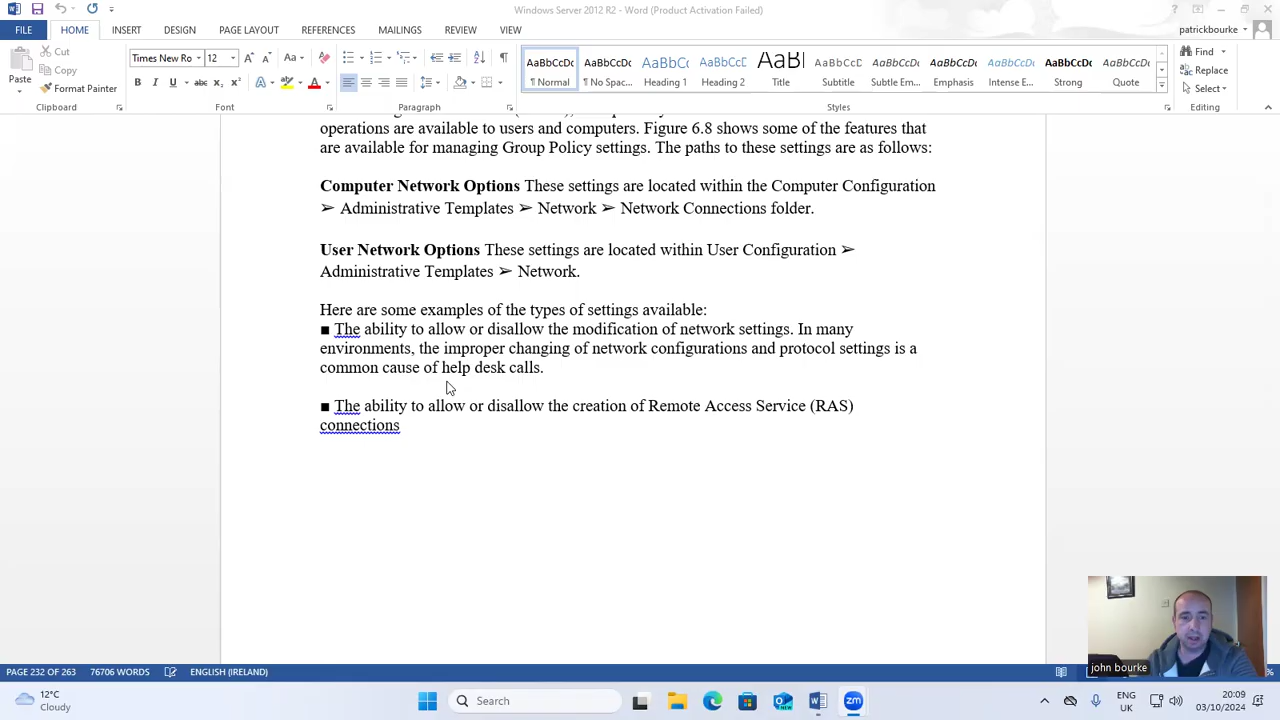 Windows Server 2012 R2 - Word (Product Activation Failed)
FILE HOME INSERT DESIGN PAGE LAYOUT REFERENCES MAILINGS REVIEW VIEW patrickbourke
Paste Cut Copy Format Painter
Times New Ro 12 Aa
AaBbCcDc AaBbCcDc AaBbCc AaBbCcD AaBl AaBbCcD AaBbCcDi AaBbCcDi AaBbCcDi AaBbCcDc AaBbCcDi
¶ Normal ¶ No Spac... Heading 1 Heading 2 Title Subtitle Subtle Em... Emphasis Intense E... Strong Quote
Find Replace Select
Clipboard Font Paragraph Styles Editing
operations are available to users and computers. Figure 6.8 shows some of the features that
are available for managing Group Policy settings. The paths to these settings are as follows:
Computer Network Options These settings are located within the Computer Configuration
➢ Administrative Templates ➢ Network ➢ Network Connections folder.
User Network Options These settings are located within User Configuration ➢
Administrative Templates ➢ Network.
Here are some examples of the types of settings available:
■ The ability to allow or disallow the modification of network settings. In many
environments, the improper changing of network configurations and protocol settings is a
common cause of help desk calls.
■ The ability to allow or disallow the creation of Remote Access Service (RAS)
connections
john bourke
PAGE 232 OF 263 76706 WORDS ENGLISH (IRELAND)
12°C
Cloudy
Search
ENG
UK
20:09
03/10/2024